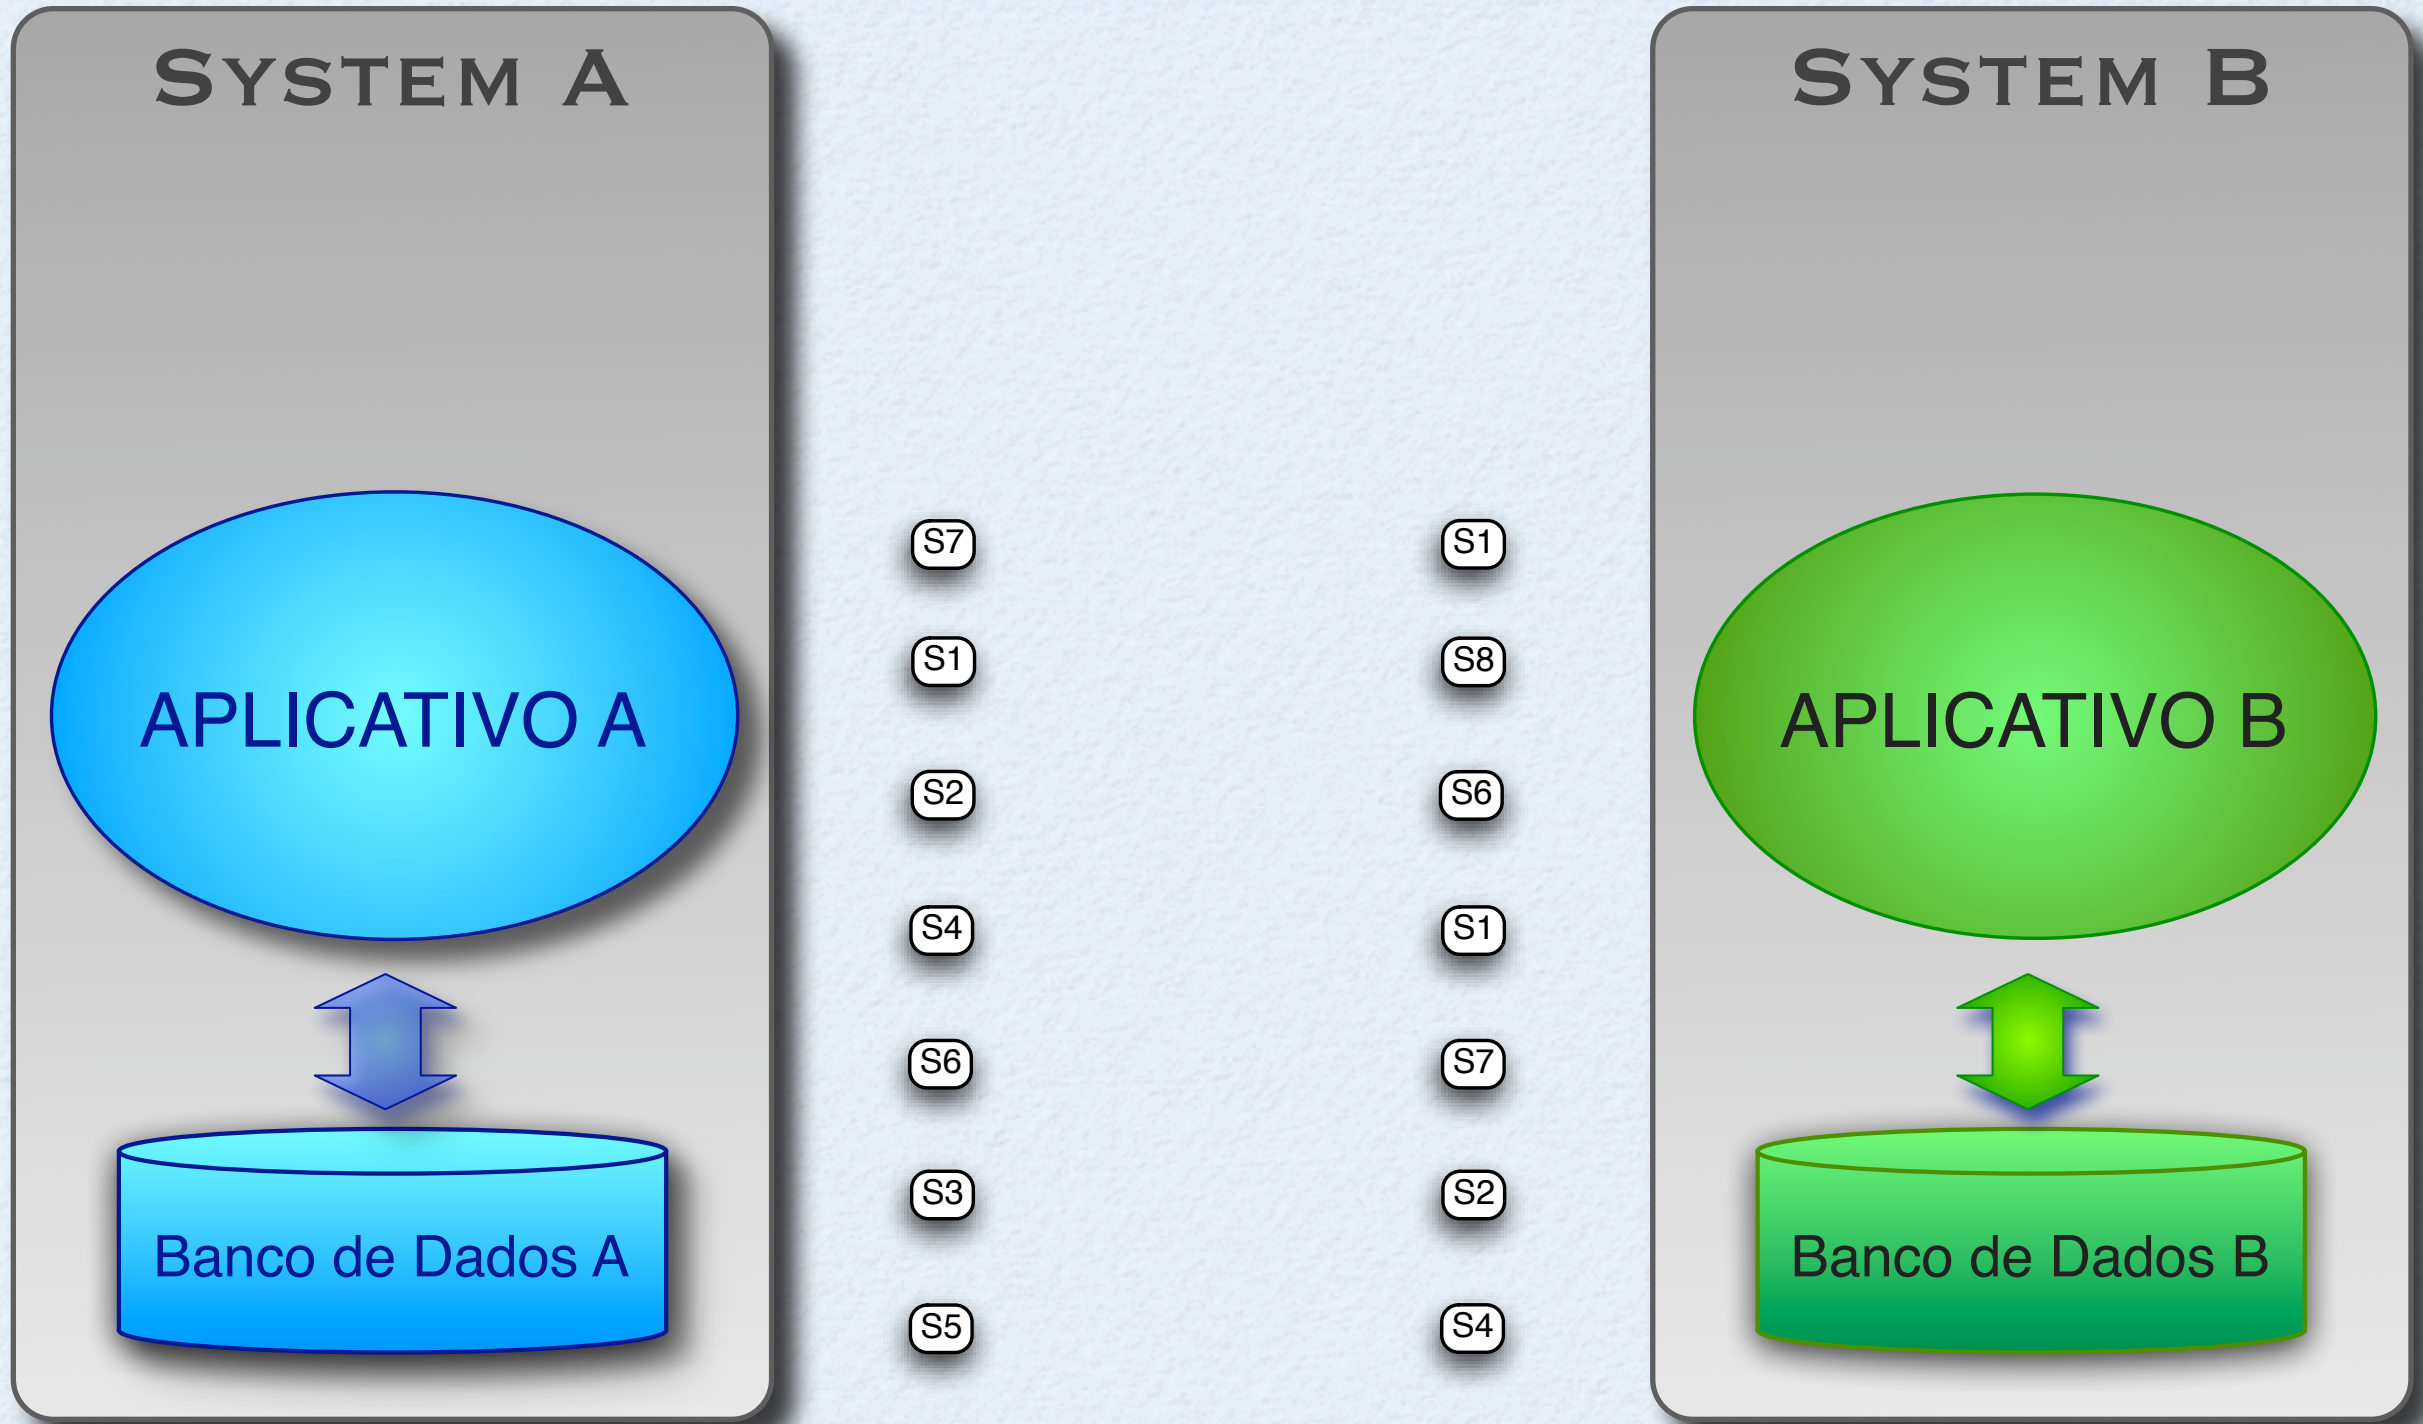 SYSTEM A
SYSTEM B
S7
S1
S1
S8
APLICATIVO A
APLICATIVO B
S2
S6
S4
S1
S6
S7
S3
S2
Banco de Dados A
Banco de Dados B
S5
S4